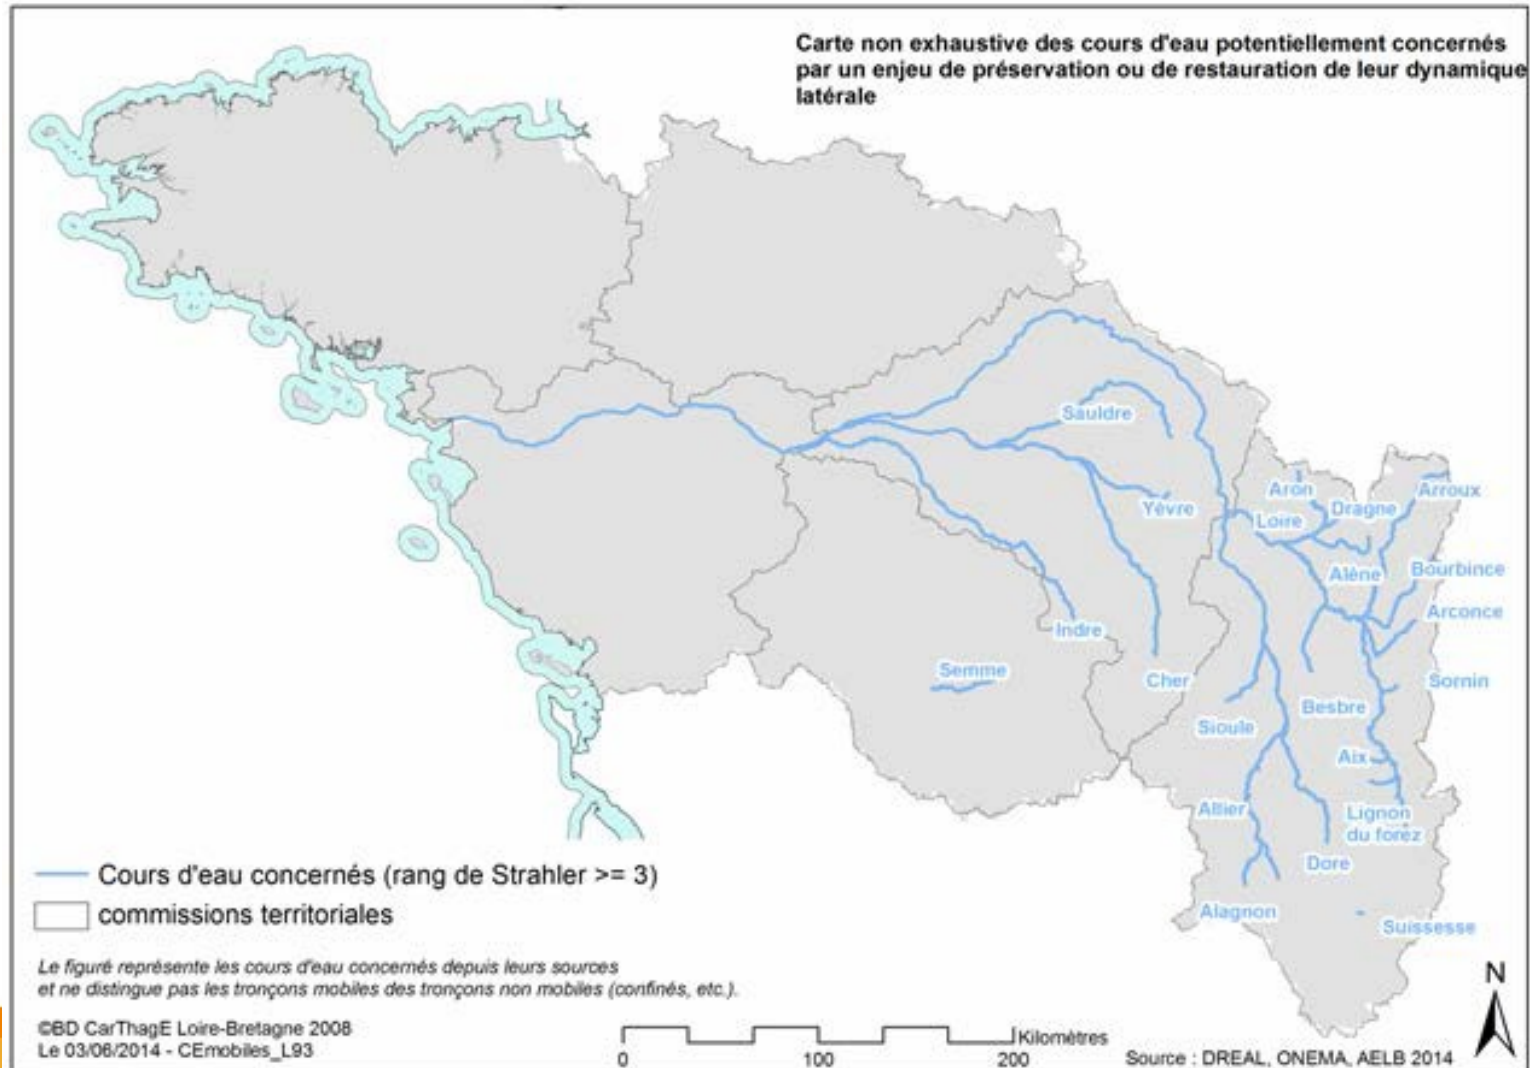 Carte non exhaustive des cours d'eau potentiellement concernés
par un enjeu de préservation ou de restauration de leur dynamique
latérale
Sauldre
Yèvre
Aron
Arroux
Loire
Dragne
Alène
Bourbince
Arconce
Indre
Semme
Cher
Sornin
Besbre
Sioule
Aix
Allier
Lignon
du forez
Dore
Alagnon
Suissesse
Cours d'eau concernés (rang de Strahler >= 3)
commissions territoriales
Le figuré représente les cours d'eau concernés depuis leurs sources
et ne distingue pas les tronçons mobiles des tronçons non mobiles (confinés, etc.).
©BD CarThagE Loire-Bretagne 2008
Le 03/06/2014 - CEmobiles_L93
Kilomètres
0 100 200
Source : DREAL, ONEMA, AELB 2014
N